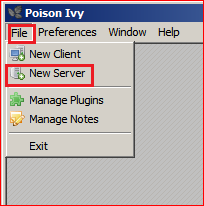 Poison Ivy
File Preferences Window Help
New Client
New Server
Manage Plugins
Manage Notes
Exit